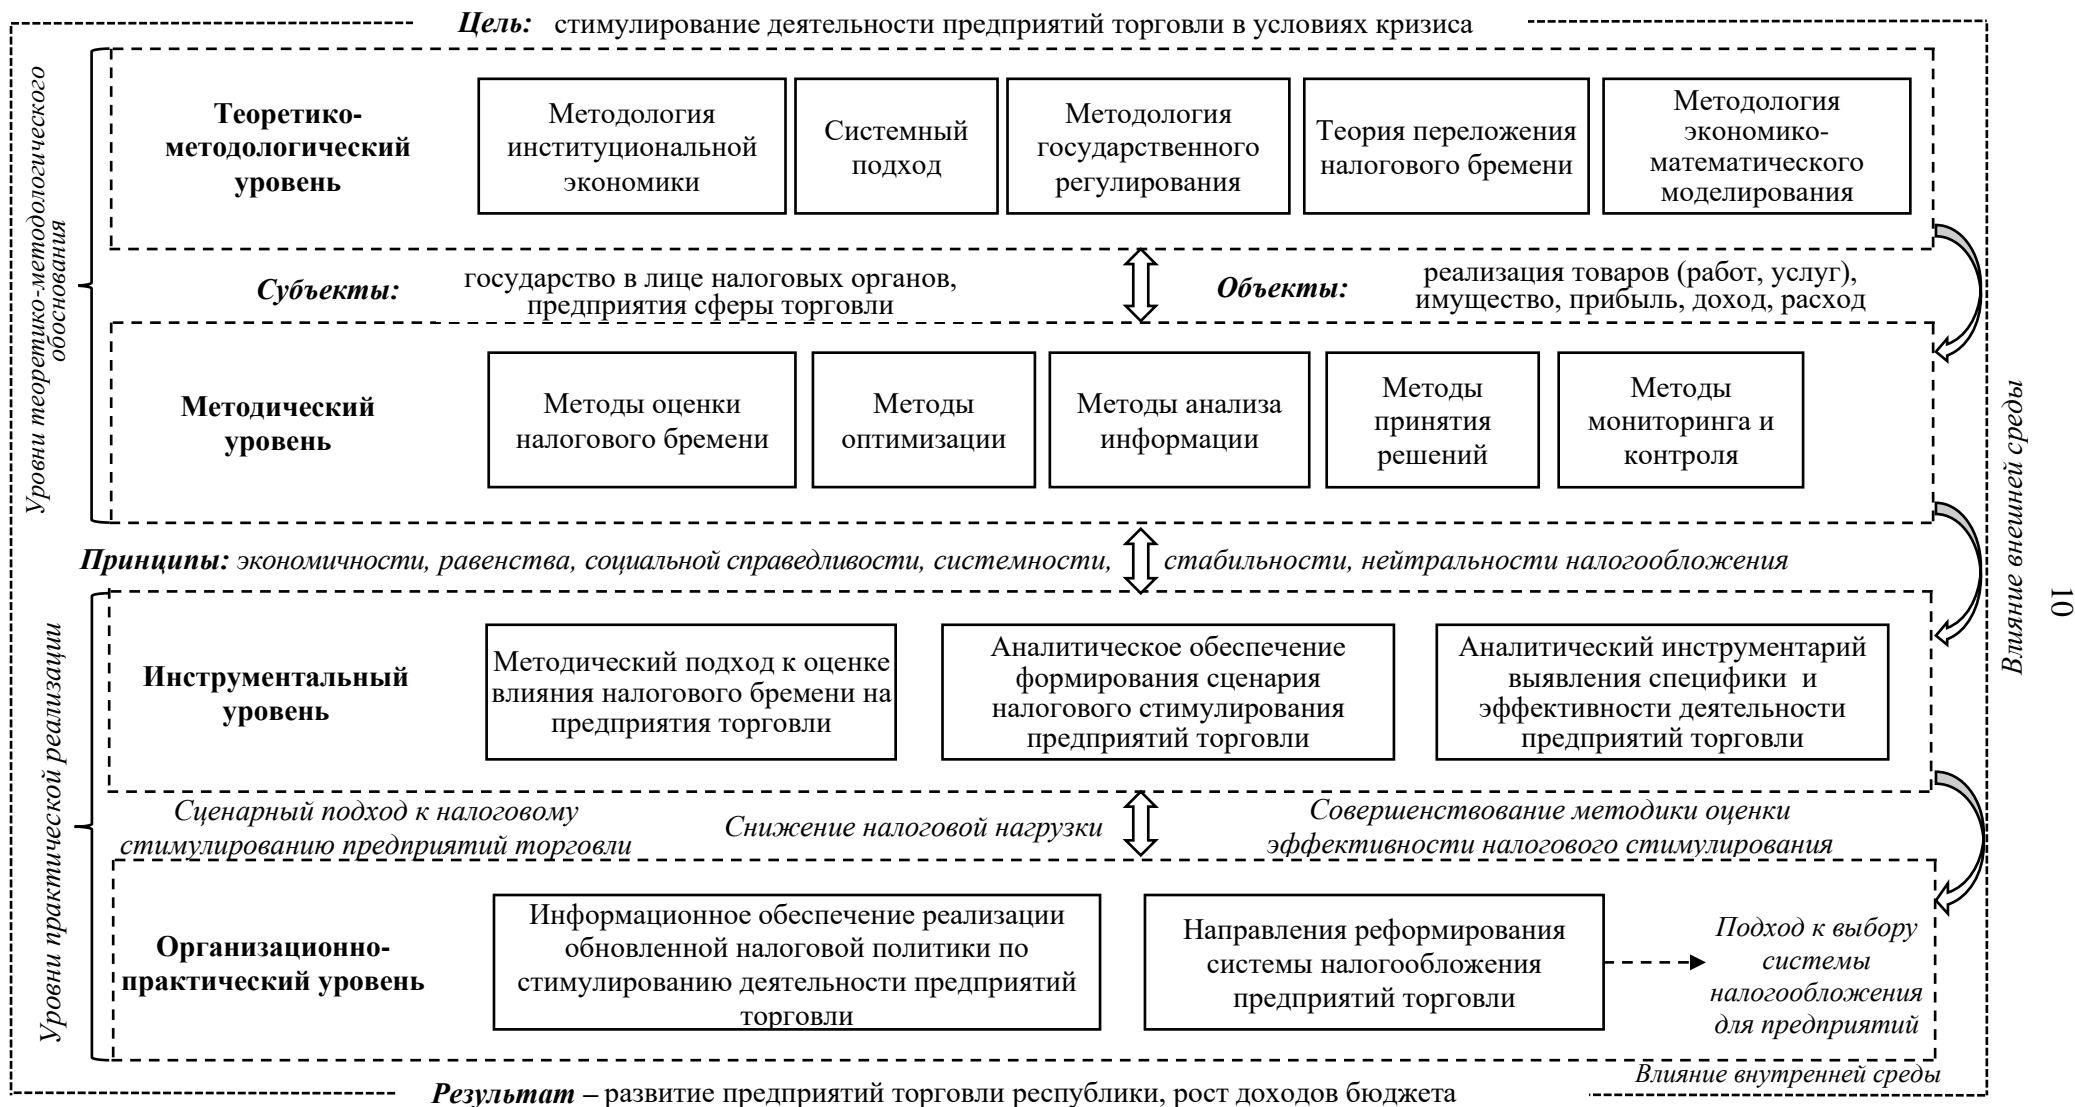 Цель: стимулирование деятельности предприятий торговли в условиях кризиса
Уровни теоретико-методологического
обоснования
Теоретико-
методологический
уровень
Методология
институциональной
экономики
Системный
подход
Методология
государственного
регулирования
Теория переложения
налогового бремени
Методология
экономико-
математического
моделирования
Субъекты:
государство в лице налоговых органов,
предприятия сферы торговли
Объекты:
реализация товаров (работ, услуг),
имущество, прибыль, доход, расход
Методический
уровень
Методы оценки
налогового бремени
Методы
оптимизации
Методы анализа
информации
Методы
принятия
решений
Методы
мониторинга и
контроля
Влияние внешней среды
10
Принципы: экономичности, равенства, социальной справедливости, системности, стабильности, нейтральности налогообложения
Уровни практической реализации
Инструментальный
уровень
Методический подход к оценке
влияния налогового бремени на
предприятия торговли
Аналитическое обеспечение
формирования сценария
налогового стимулирования
предприятий торговли
Аналитический инструментарий
выявления специфики и
эффективности деятельности
предприятий торговли
Сценарный подход к налоговому
стимулированию предприятий торговли
Снижение налоговой нагрузки
Совершенствование методики оценки
эффективности налогового стимулирования
Организационно-
практический уровень
Информационное обеспечение реализации
обновленной налоговой политики по
стимулированию деятельности предприятий
торговли
Направления реформирования
системы налогообложения
предприятий торговли
Подход к выбору
системы
налогообложения
для предприятий
Влияние внутренней среды
Результат – развитие предприятий торговли республики, рост доходов бюджета